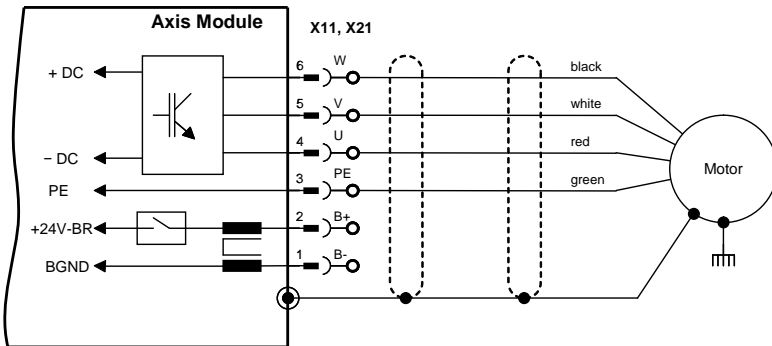 Axis Module
X11, X21
+ DC
6
W
black
5
V
white
4
U
red
− DC
PE
3
PE
green
Motor
+24V-BR
2
B+
BGND
1
B-